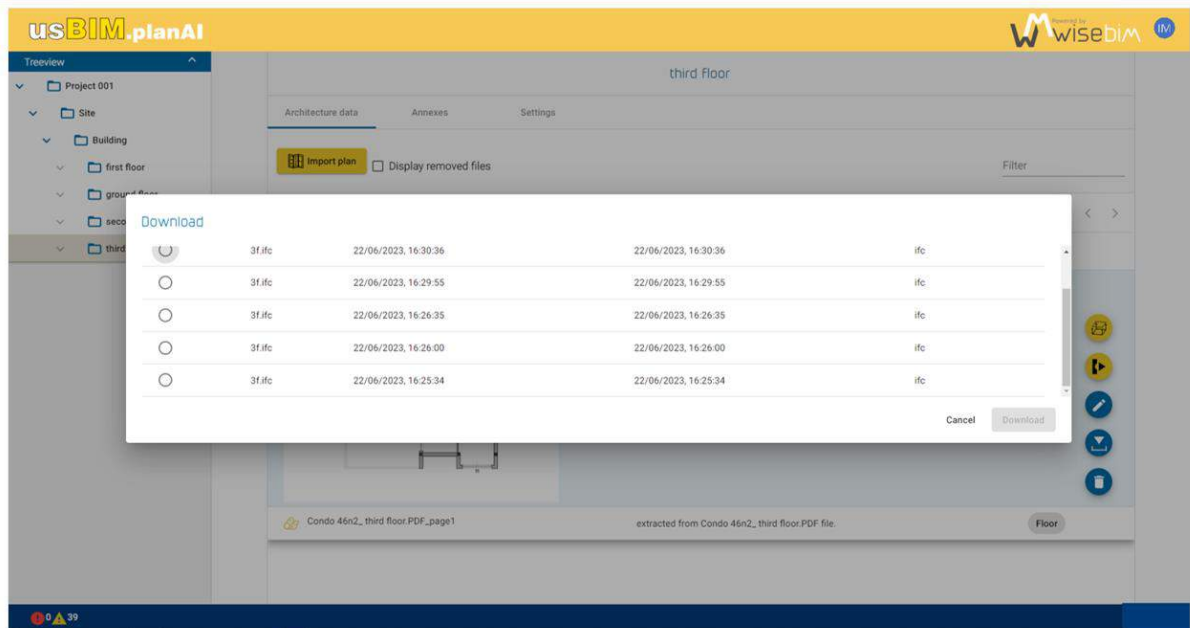 usBIM.planAI
Powered by
wisebim
IM
Treeview
Project 001
Site
Building
first floor
ground floor
seco
third
third floor
Architecture data Annexes Settings
Import plan Display removed files Filter
Download
3f.ifc 22/06/2023, 16:30:36 22/06/2023, 16:30:36 ifc
3f.ifc 22/06/2023, 16:29:55 22/06/2023, 16:29:55 ifc
3f.ifc 22/06/2023, 16:26:35 22/06/2023, 16:26:35 ifc
3f.ifc 22/06/2023, 16:26:00 22/06/2023, 16:26:00 ifc
3f.ifc 22/06/2023, 16:25:34 22/06/2023, 16:25:34 ifc
Cancel Download
Condo 46n2_ third floor.PDF_page1 extracted from Condo 46n2_ third floor.PDF file. Floor
0 39